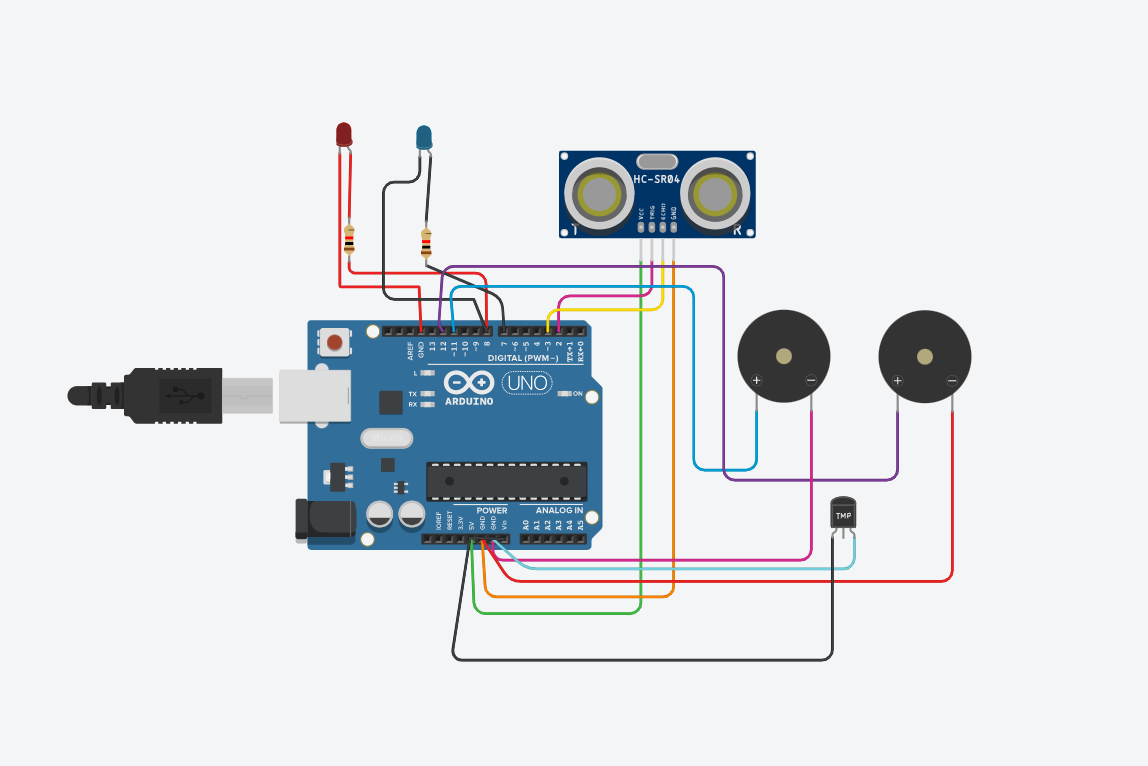 HC-SR04
VCC
TRIG
ECHO
GND
T
R
AREF
GND
13
12
~11
~10
~9
8
7
~6
~5
4
~3
2
TX→1
RX←0
DIGITAL (PWM~)
L
TX
RX
UNO
ARDUINO
ON
+
−
+
−
TMP
POWER
ANALOG IN
IOREF
RESET
3.3V
5V
GND
GND
Vin
A0
A1
A2
A3
A4
A5